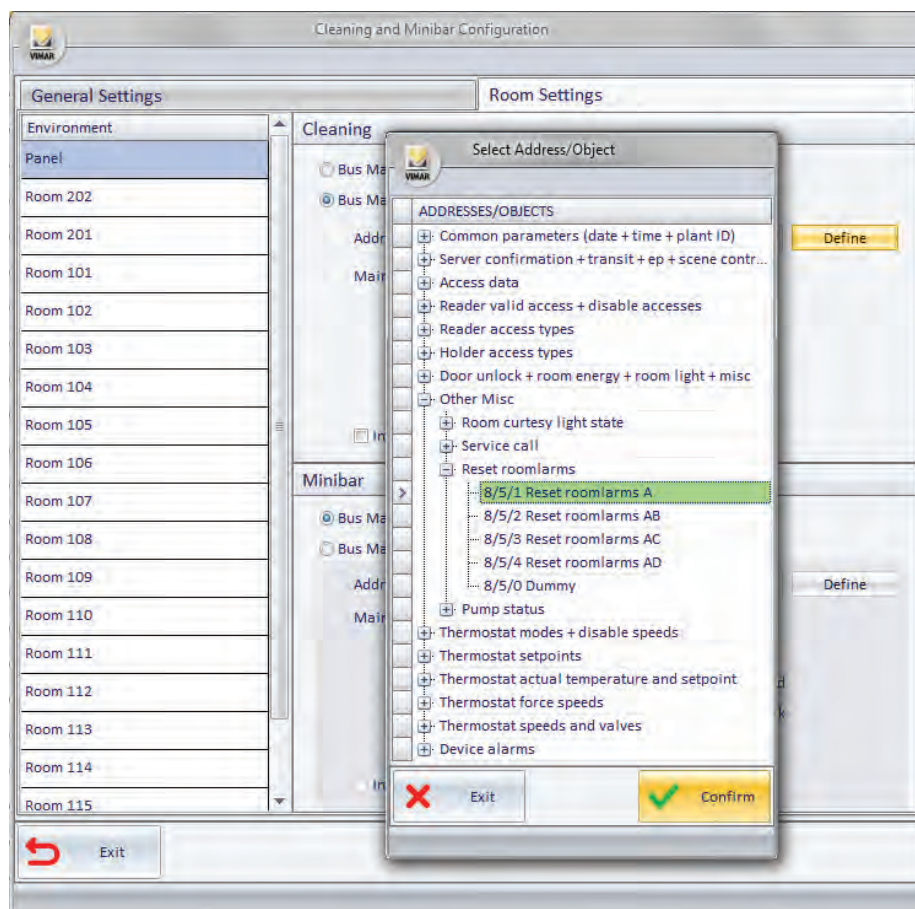 Cleaning and Minibar Configuration
VIMAR
General Settings
Room Settings
Environment
Panel
Room 202
Room 201
Room 101
Room 102
Room 103
Room 104
Room 105
Room 106
Room 107
Room 108
Room 109
Room 110
Room 111
Room 112
Room 113
Room 114
Room 115
Cleaning
Bus Ma
Bus Ma
Addr
Define
Main
In
Minibar
Bus Ma
Bus Ma
Addr
Define
Main
In
Select Address/Object
VIMAR
ADDRESSES/OBJECTS
Common parameters (date + time + plant ID)
Server confirmation + transit + ep + scene contr...
Access data
Reader valid access + disable accesses
Reader access types
Holder access types
Door unlock + room energy + room light + misc
Other Misc
Room curtesy light state
Service call
Reset roomlarms
8/5/1 Reset roomlarms A
8/5/2 Reset roomlarms AB
8/5/3 Reset roomlarms AC
8/5/4 Reset roomlarms AD
8/5/0 Dummy
Pump status
Thermostat modes + disable speeds
Thermostat setpoints
Thermostat actual temperature and setpoint
Thermostat force speeds
Thermostat speeds and valves
Device alarms
Exit
Confirm
Exit